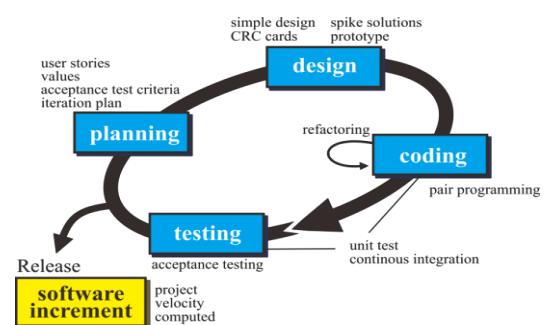 simple design
CRC cards
spike solutions
prototype
design
user stories
values
acceptance test criteria
iteration plan
planning
refactoring
coding
pair programming
testing
acceptance testing
unit test
continous integration
Release
software
increment
project
velocity
computed